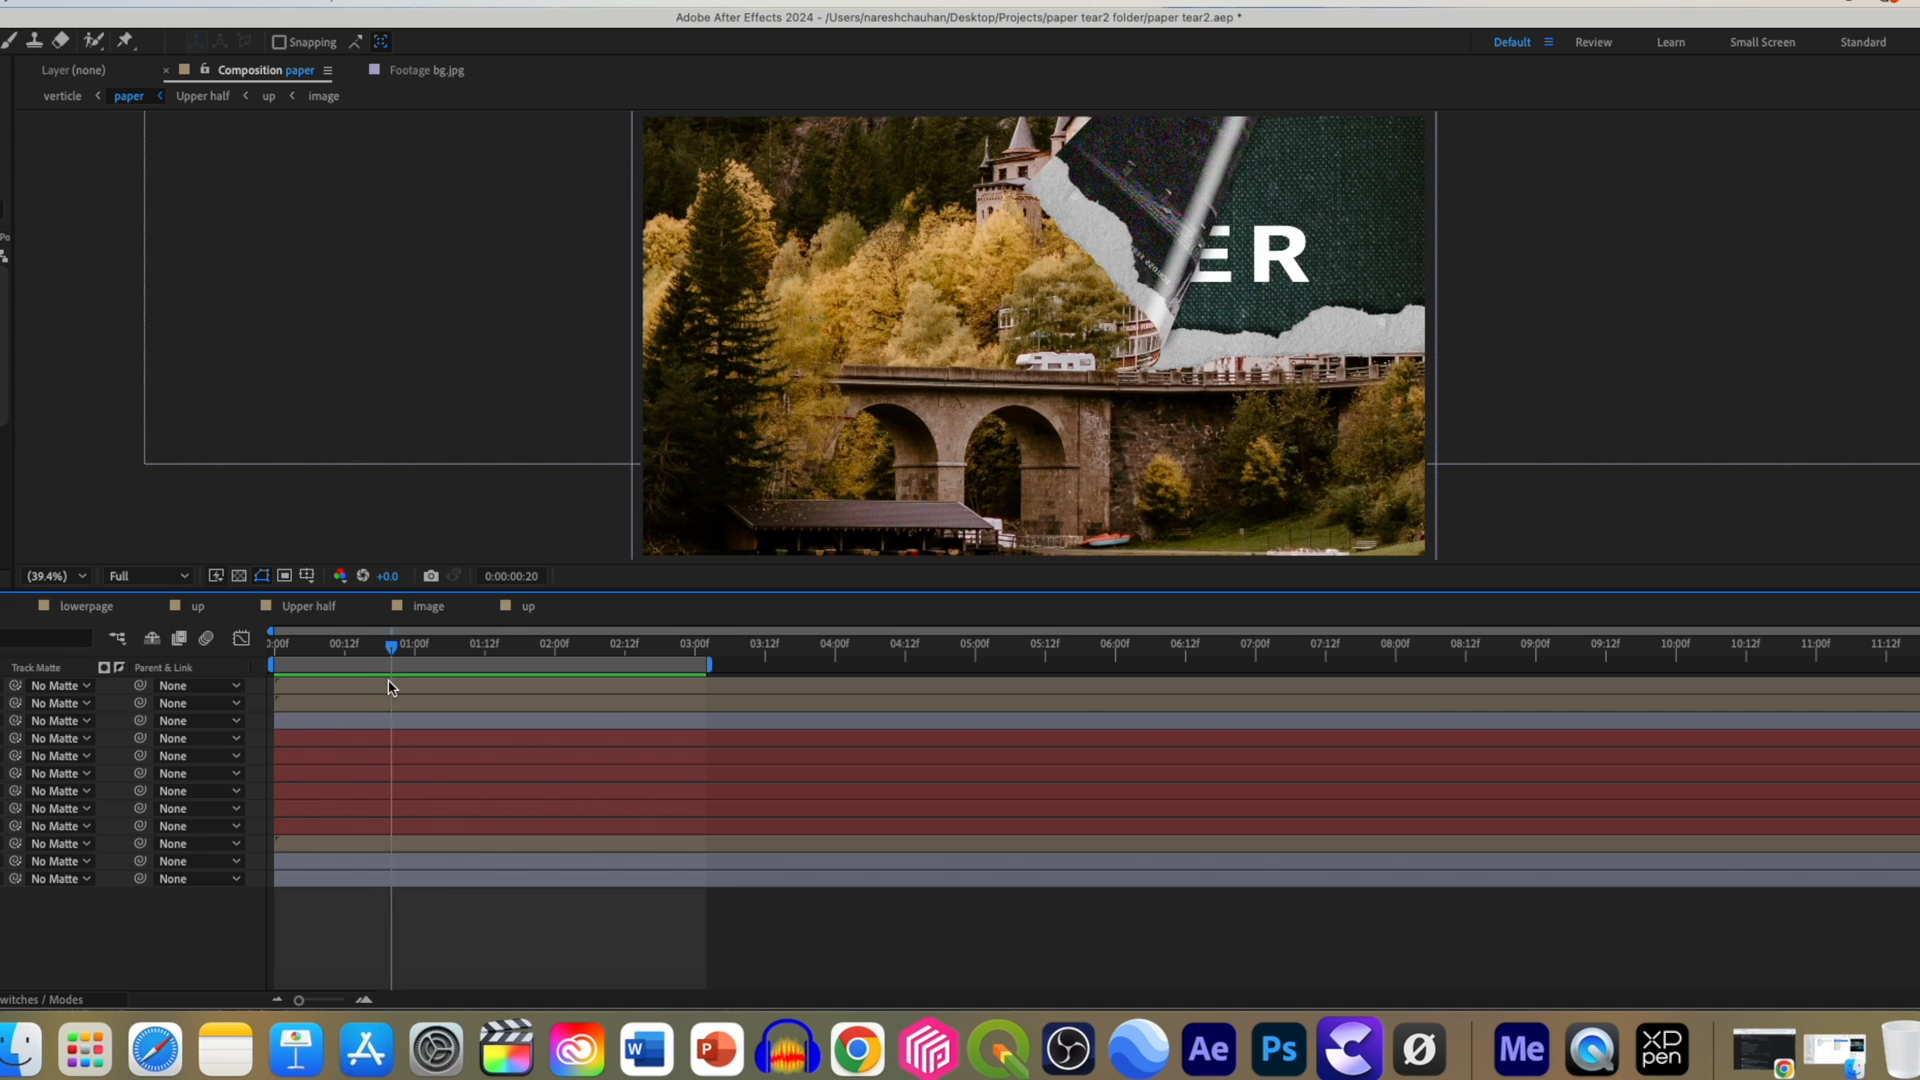 Adobe After Effects 2024 - /Users/nareshchauhan/Desktop/Projects/paper tear2 folder/paper tear2.aep *
Snapping
Default
Review
Learn
Small Screen
Standard
Layer (none)
× Composition paper
Footage bg.jpg
verticle < paper < Upper half < up < image
Po
ER
(39.4%)
Full
+0.0
0:00:00:20
lowerpage
up
Upper half
image
up
:00f 00:12f 01:00f 01:12f 02:00f 02:12f 03:00f 03:12f 04:00f 04:12f 05:00f 05:12f 06:00f 06:12f 07:00f 07:12f 08:00f 08:12f 09:00f 09:12f 10:00f 10:12f 11:00f 11:12f
Track Matte Parent & Link
No Matte None
No Matte None
No Matte None
No Matte None
No Matte None
No Matte None
No Matte None
No Matte None
No Matte None
No Matte None
No Matte None
No Matte None
witches / Modes
W P Ae Ps Me XP
pen